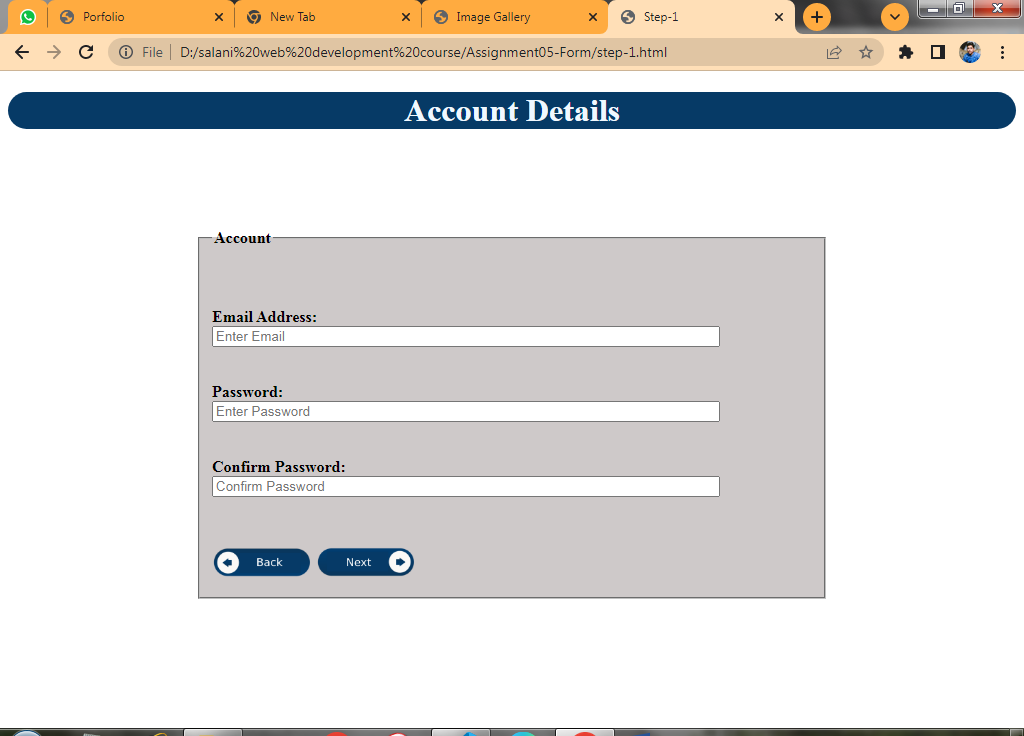 Porfolio
New Tab
Image Gallery
Step-1
File
D:/salani%20web%20development%20course/Assignment05-Form/step-1.html
Account Details
Account
Email Address:
Enter Email
Password:
Enter Password
Confirm Password:
Confirm Password
Back
Next